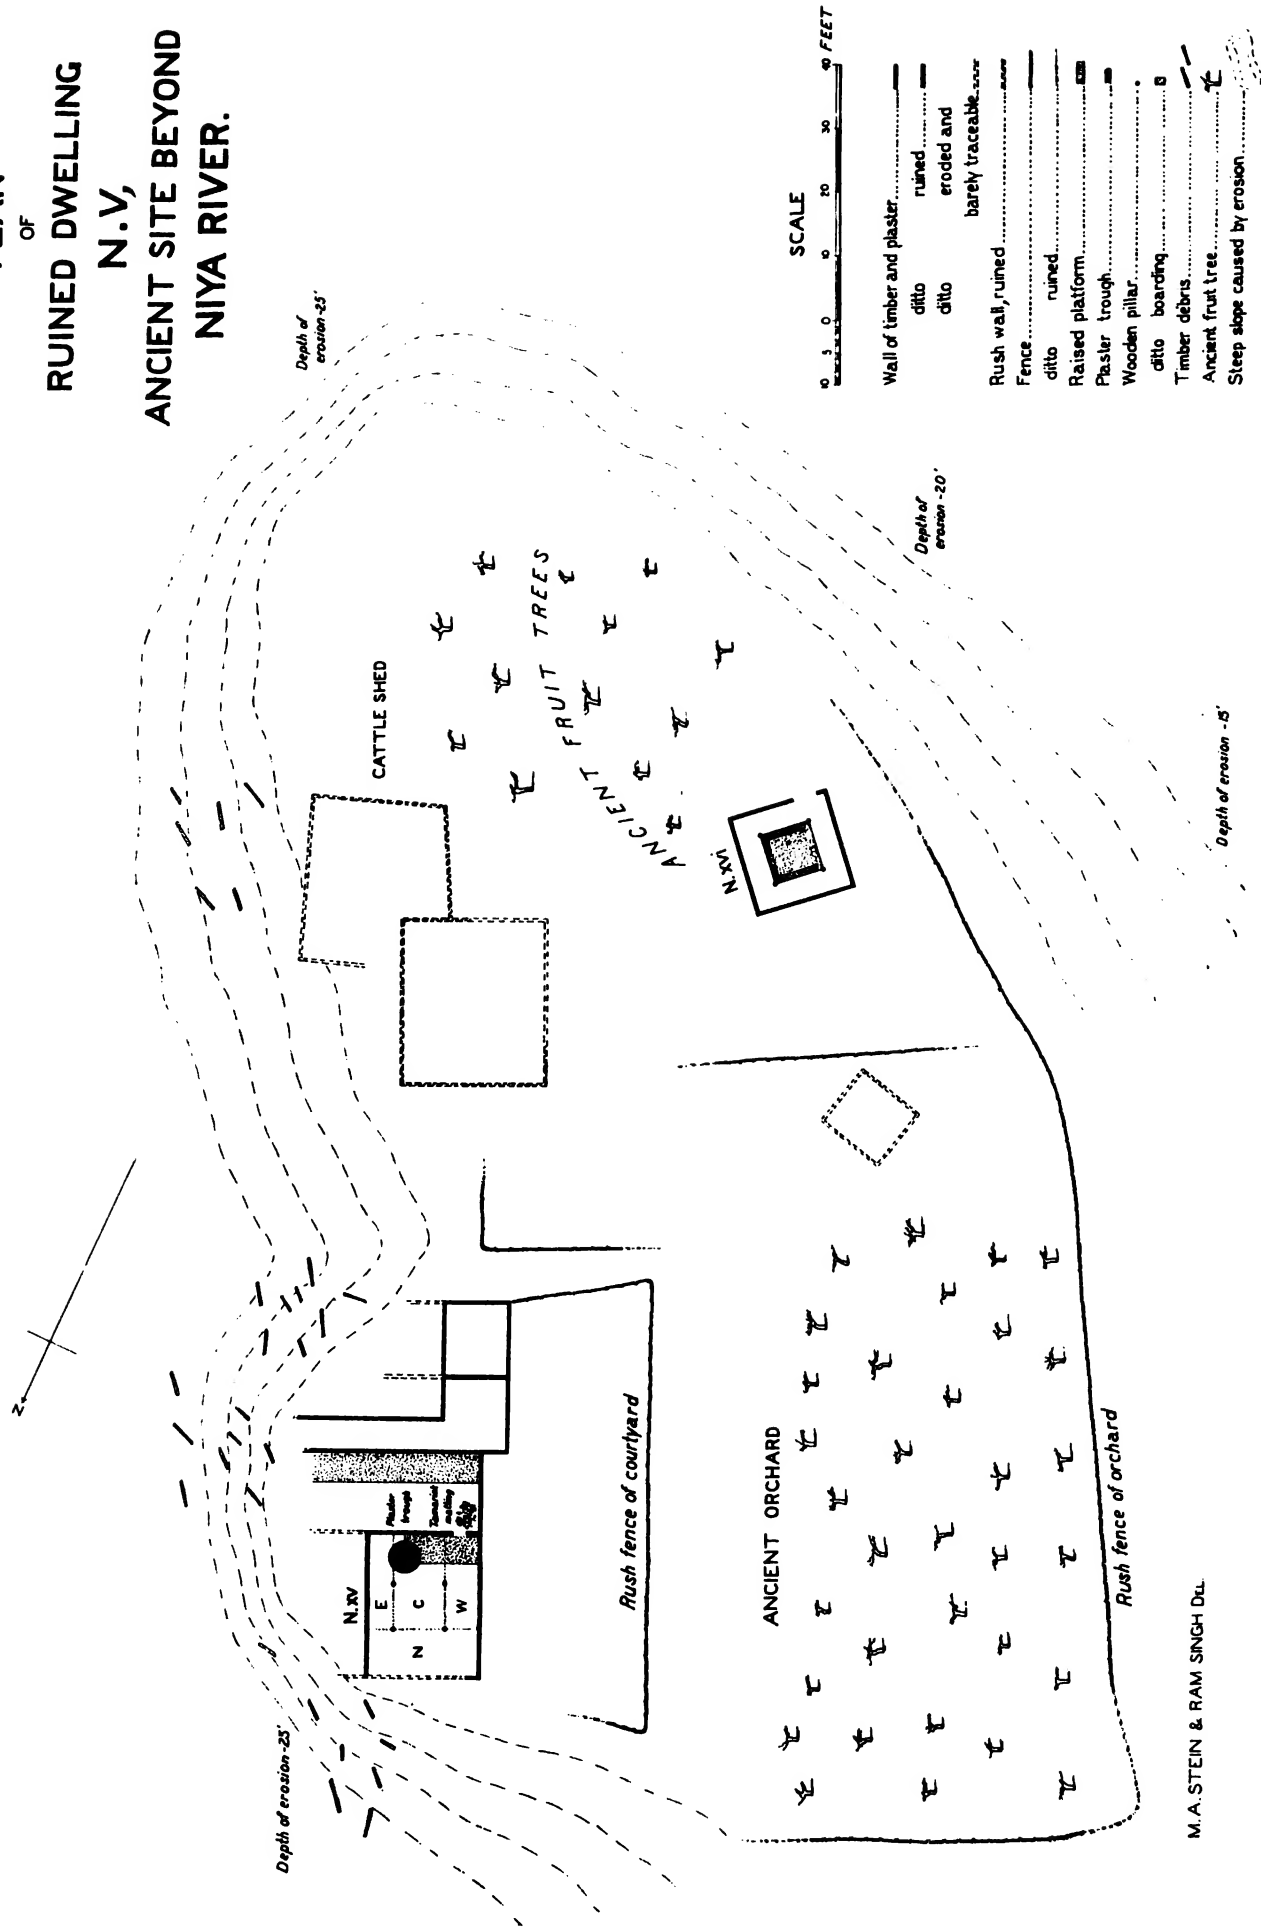 OF
RUINED DWELLING
N.V,
ANCIENT SITE BEYOND
NIYA RIVER.
Depth of
erosion-25'
N
CATTLE SHED
ANCIENT FRUIT TREES
N.XVI
Depth of
erosion-20'
Depth of erosion-15'
N.XV
E
C
W
N
Plaster
trough
Tamarisk
matting
Depth of erosion-25'
Rush fence of courtyard
ANCIENT ORCHARD
Rush fence of orchard
SCALE
10 5 0 10 20 30 40 FEET
Wall of timber and plaster
ditto ruined
ditto eroded and
barely traceable
Rush wall, ruined
Fence
ditto ruined
Raised platform
Plaster trough
Wooden pillar
ditto boarding
Timber debris
Ancient fruit tree
Steep slope caused by erosion
M.A. STEIN & RAM SINGH DEL.